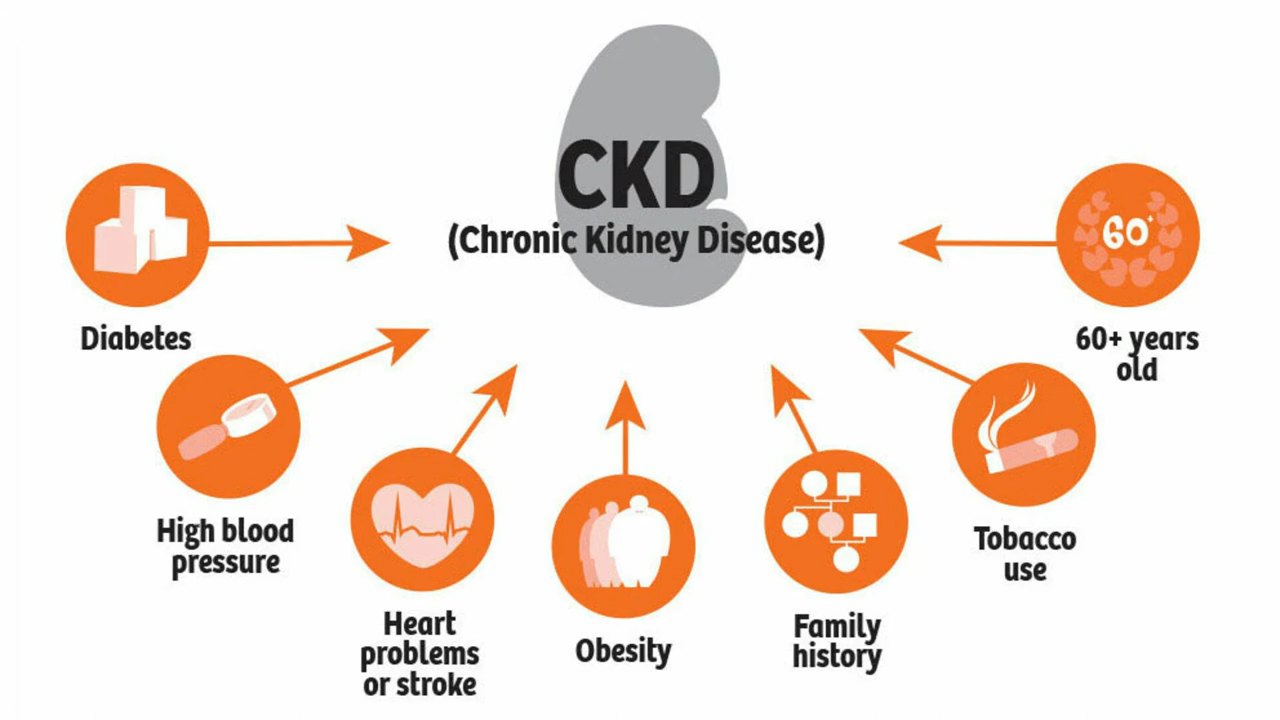 CKD
(Chronic Kidney Disease)
60+
Diabetes
60+ years
old
High blood
pressure
Tobacco
use
Heart
problems
or stroke
Obesity
Family
history